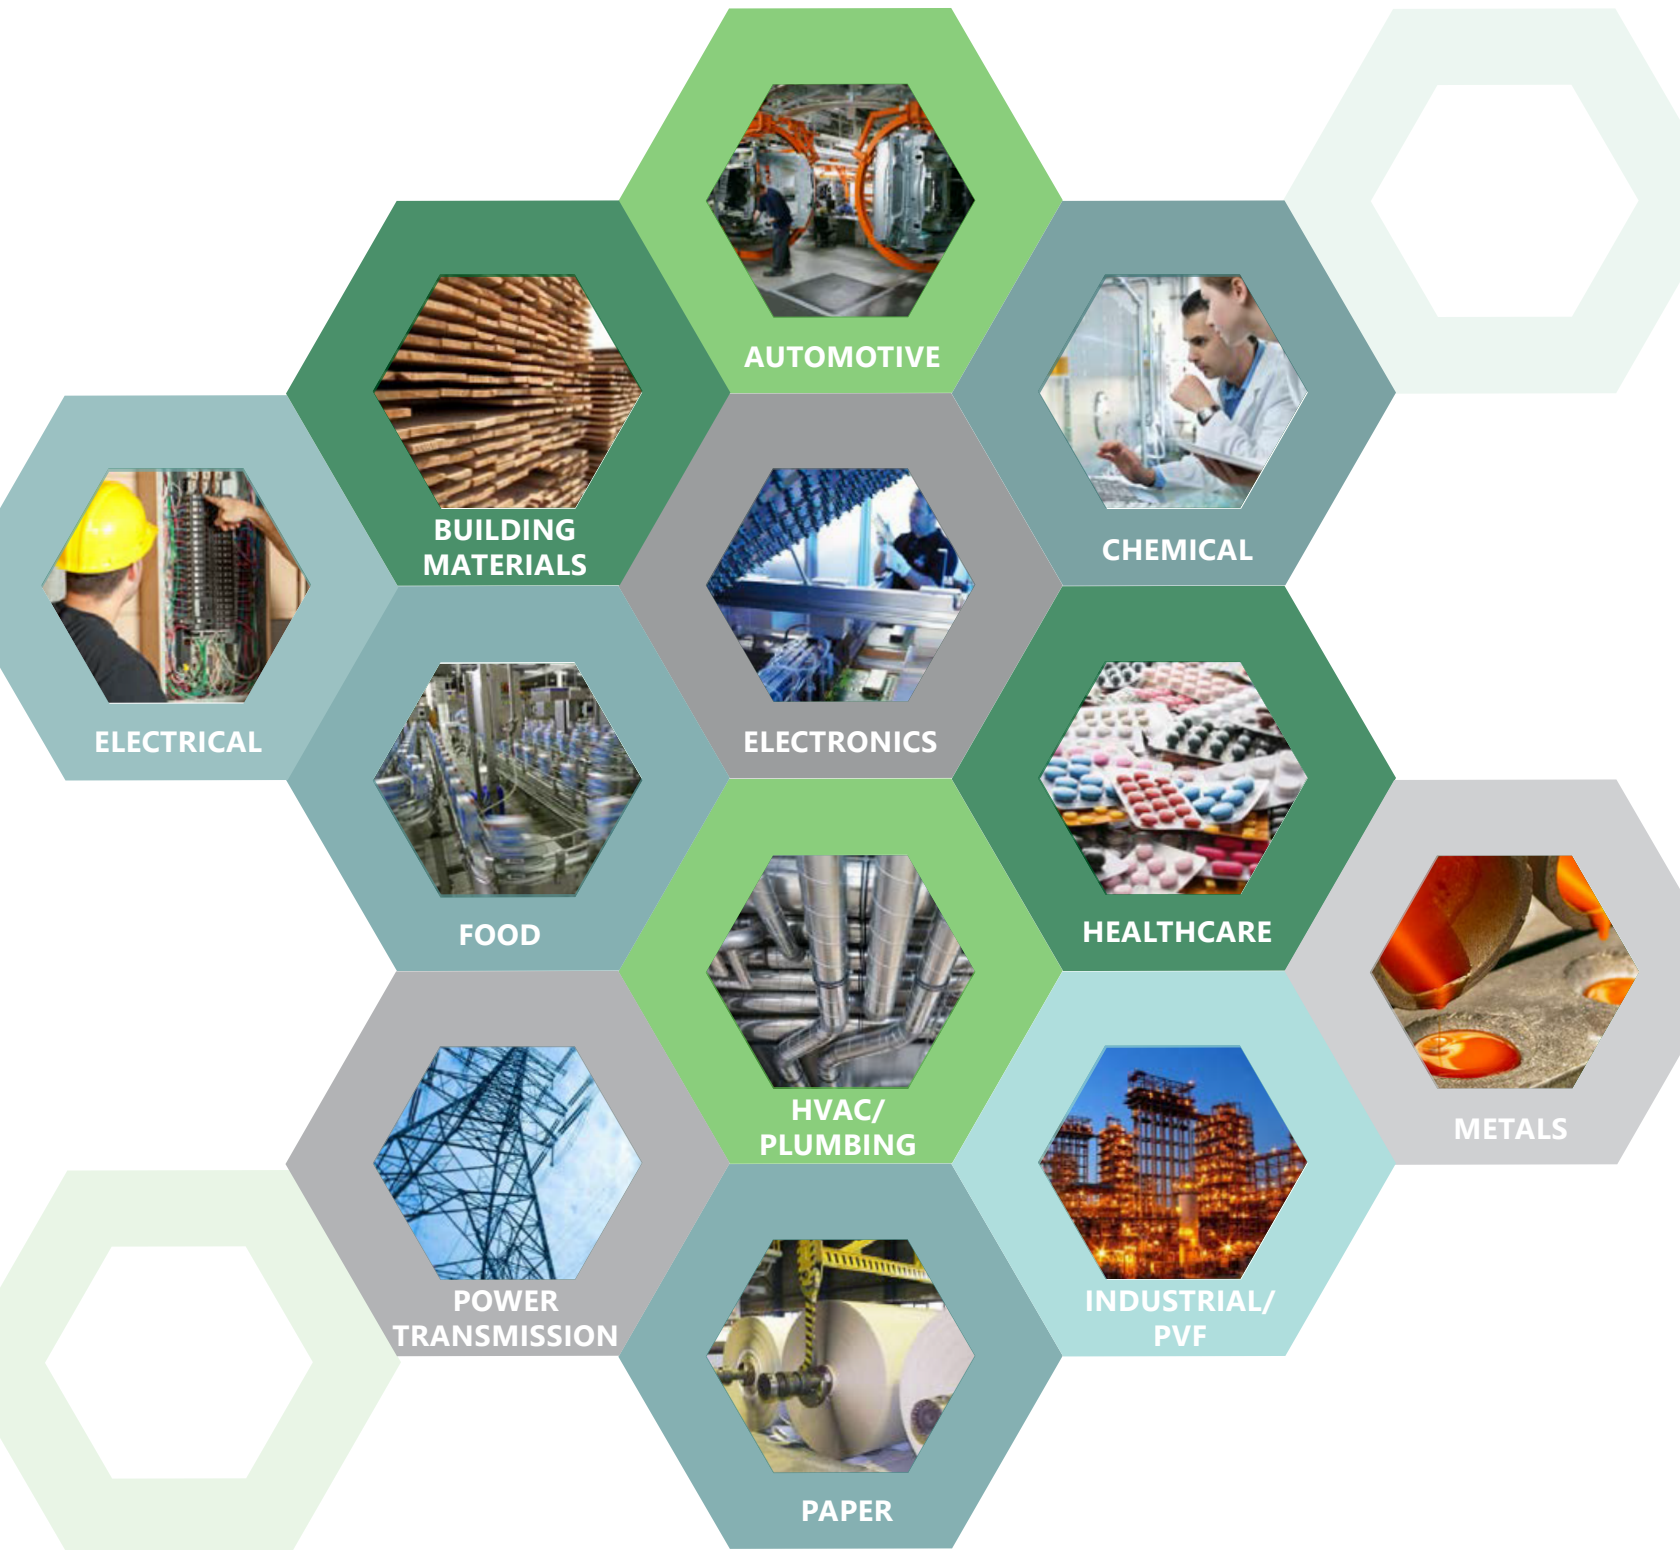 AUTOMOTIVE
BUILDING
MATERIALS
CHEMICAL
ELECTRICAL
ELECTRONICS
FOOD
HEALTHCARE
HVAC/
PLUMBING
METALS
POWER
TRANSMISSION
INDUSTRIAL/
PVF
PAPER